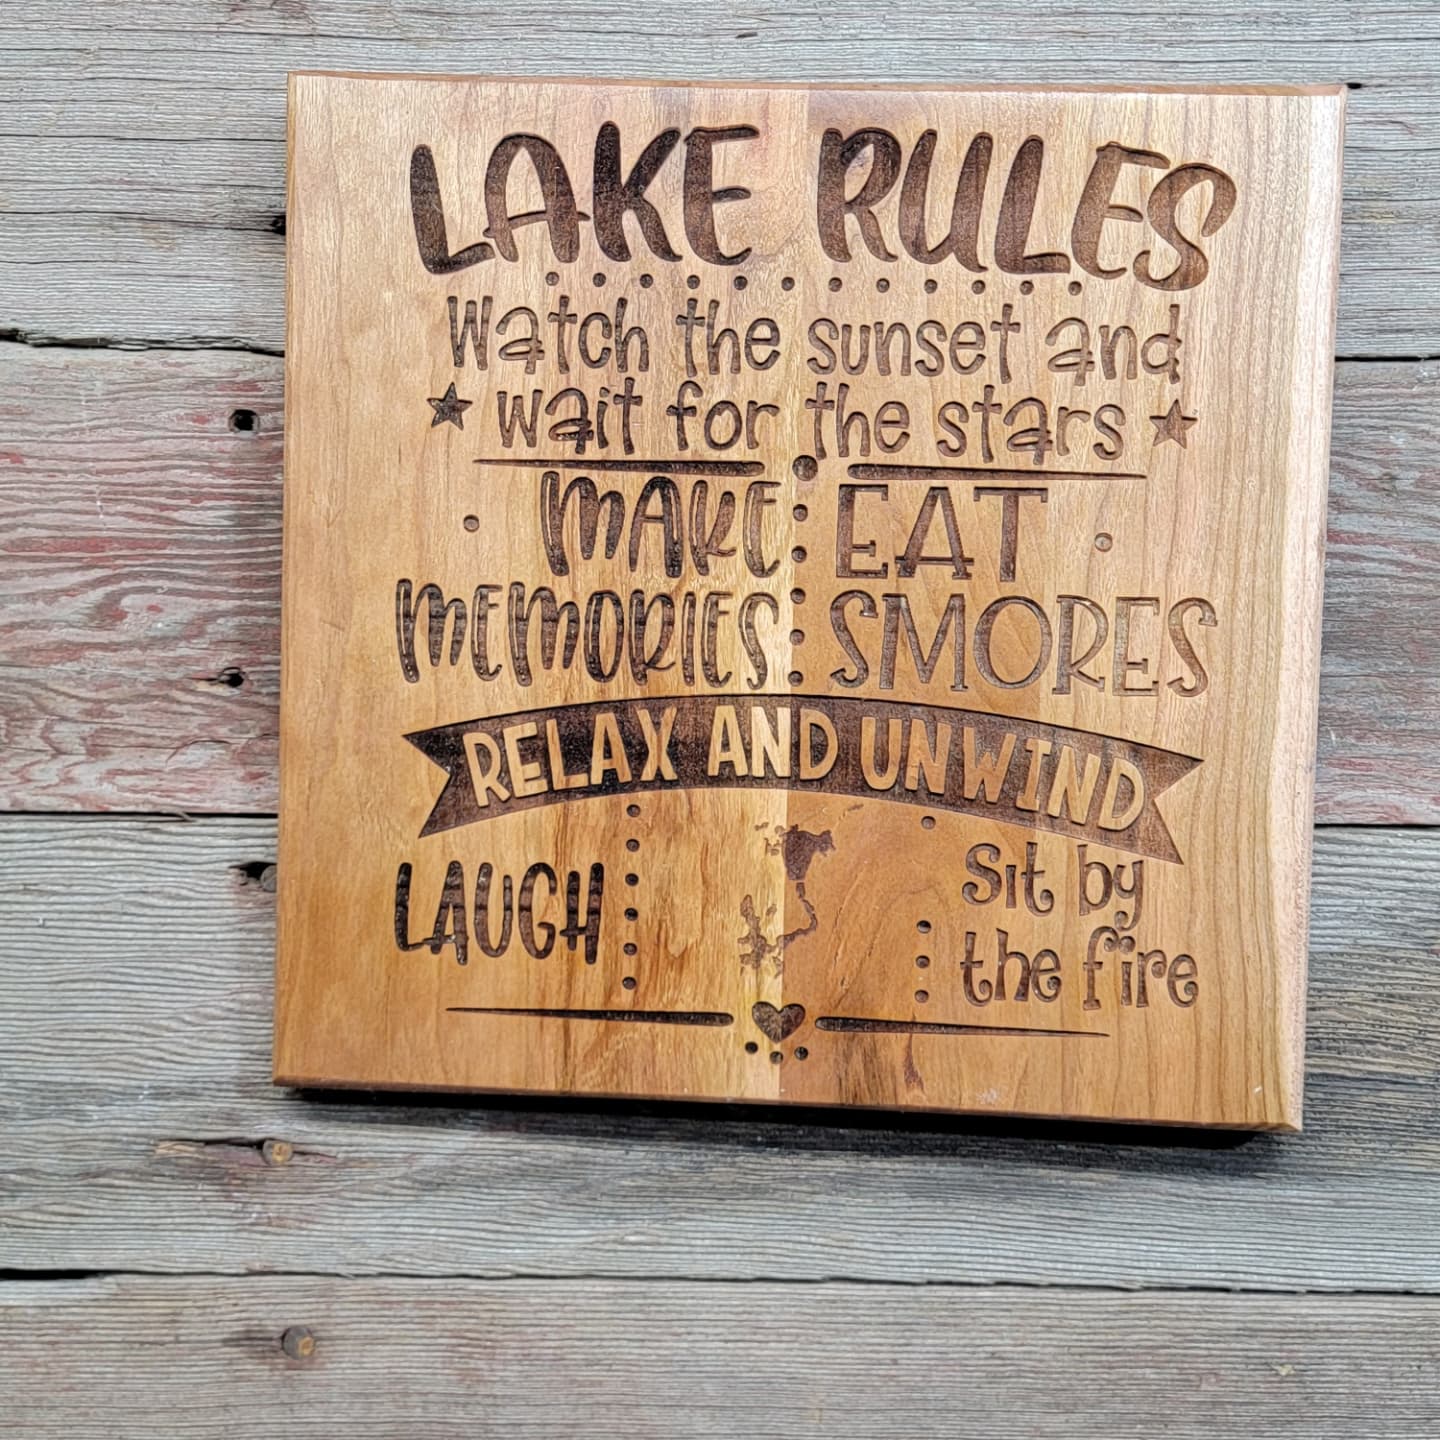 LAKE RULES
Watch the sunset and
wait for the stars
MAKE
MEMORIES
EAT
SMORES
RELAX AND UNWIND
LAUGH
Sit by
the fire